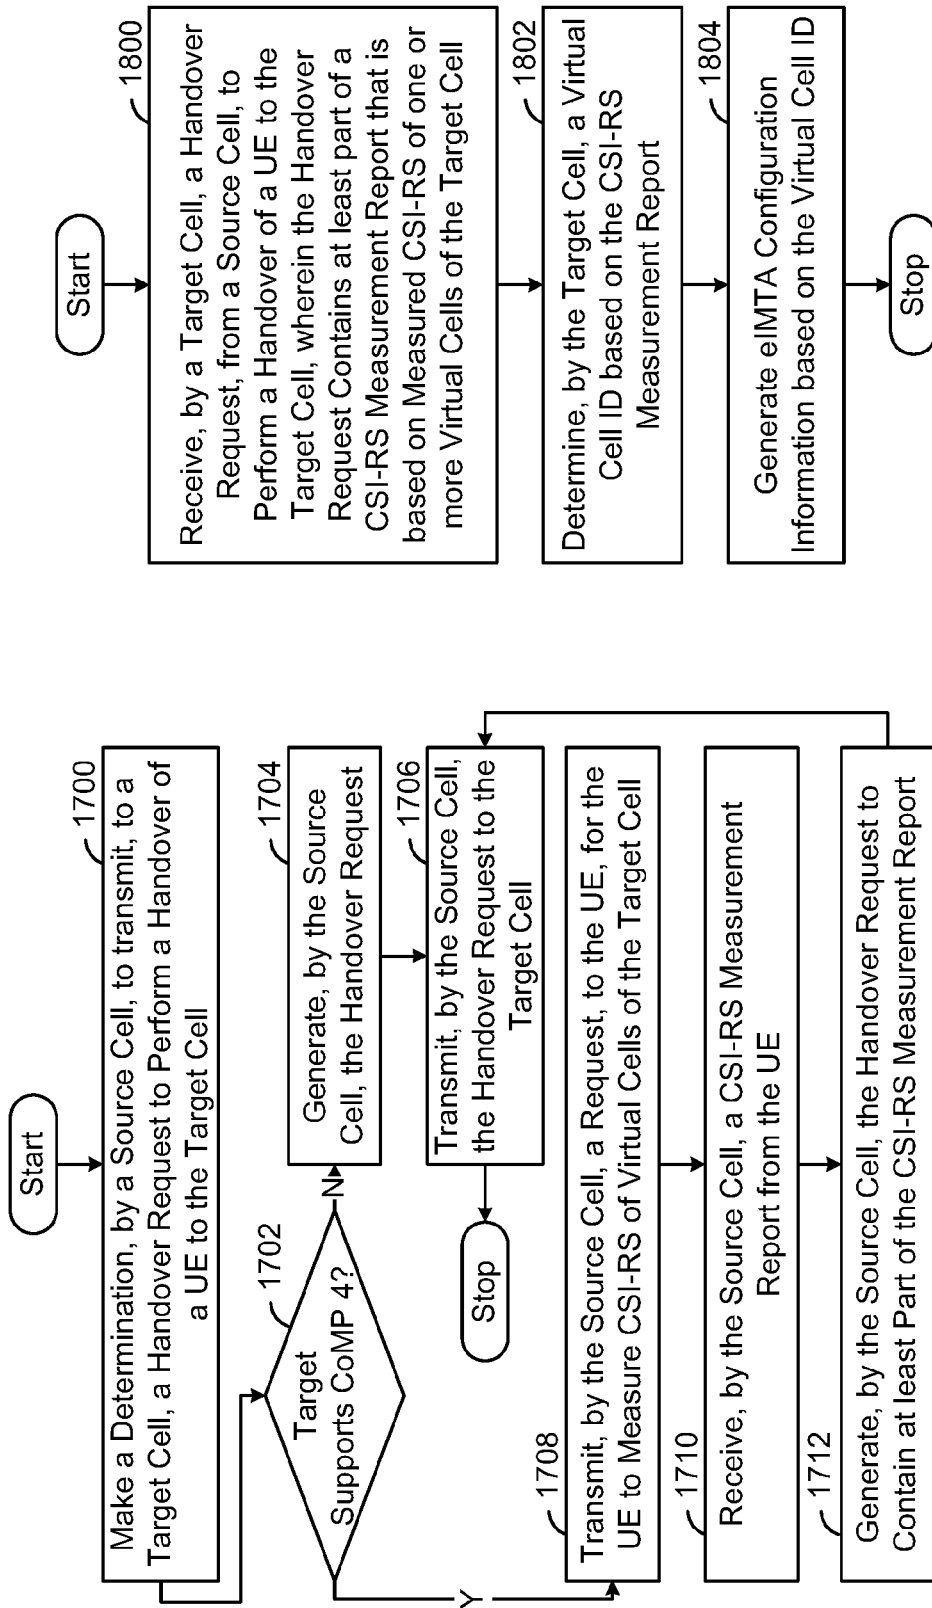 Start
1700
Make a Determination, by a Source Cell, to transmit, to a
Target Cell, a Handover Request to Perform a Handover of
a UE to the Target Cell
1702
Target
Supports CoMP 4?
N
Y
1704
Generate, by the Source
Cell, the Handover Request
1706
Transmit, by the Source Cell,
the Handover Request to the
Target Cell
Stop
1708
Transmit, by the Source Cell, a Request, to the UE, for the
UE to Measure CSI-RS of Virtual Cells of the Target Cell
1710
Receive, by the Source Cell, a CSI-RS Measurement
Report from the UE
1712
Generate, by the Source Cell, the Handover Request to
Contain at least Part of the CSI-RS Measurement Report
Start
1800
Receive, by a Target Cell, a Handover
Request, from a Source Cell, to
Perform a Handover of a UE to the
Target Cell, wherein the Handover
Request Contains at least part of a
CSI-RS Measurement Report that is
based on Measured CSI-RS of one or
more Virtual Cells of the Target Cell
1802
Determine, by the Target Cell, a Virtual
Cell ID based on the CSI-RS
Measurement Report
1804
Generate eIMTA Configuration
Information based on the Virtual Cell ID
Stop